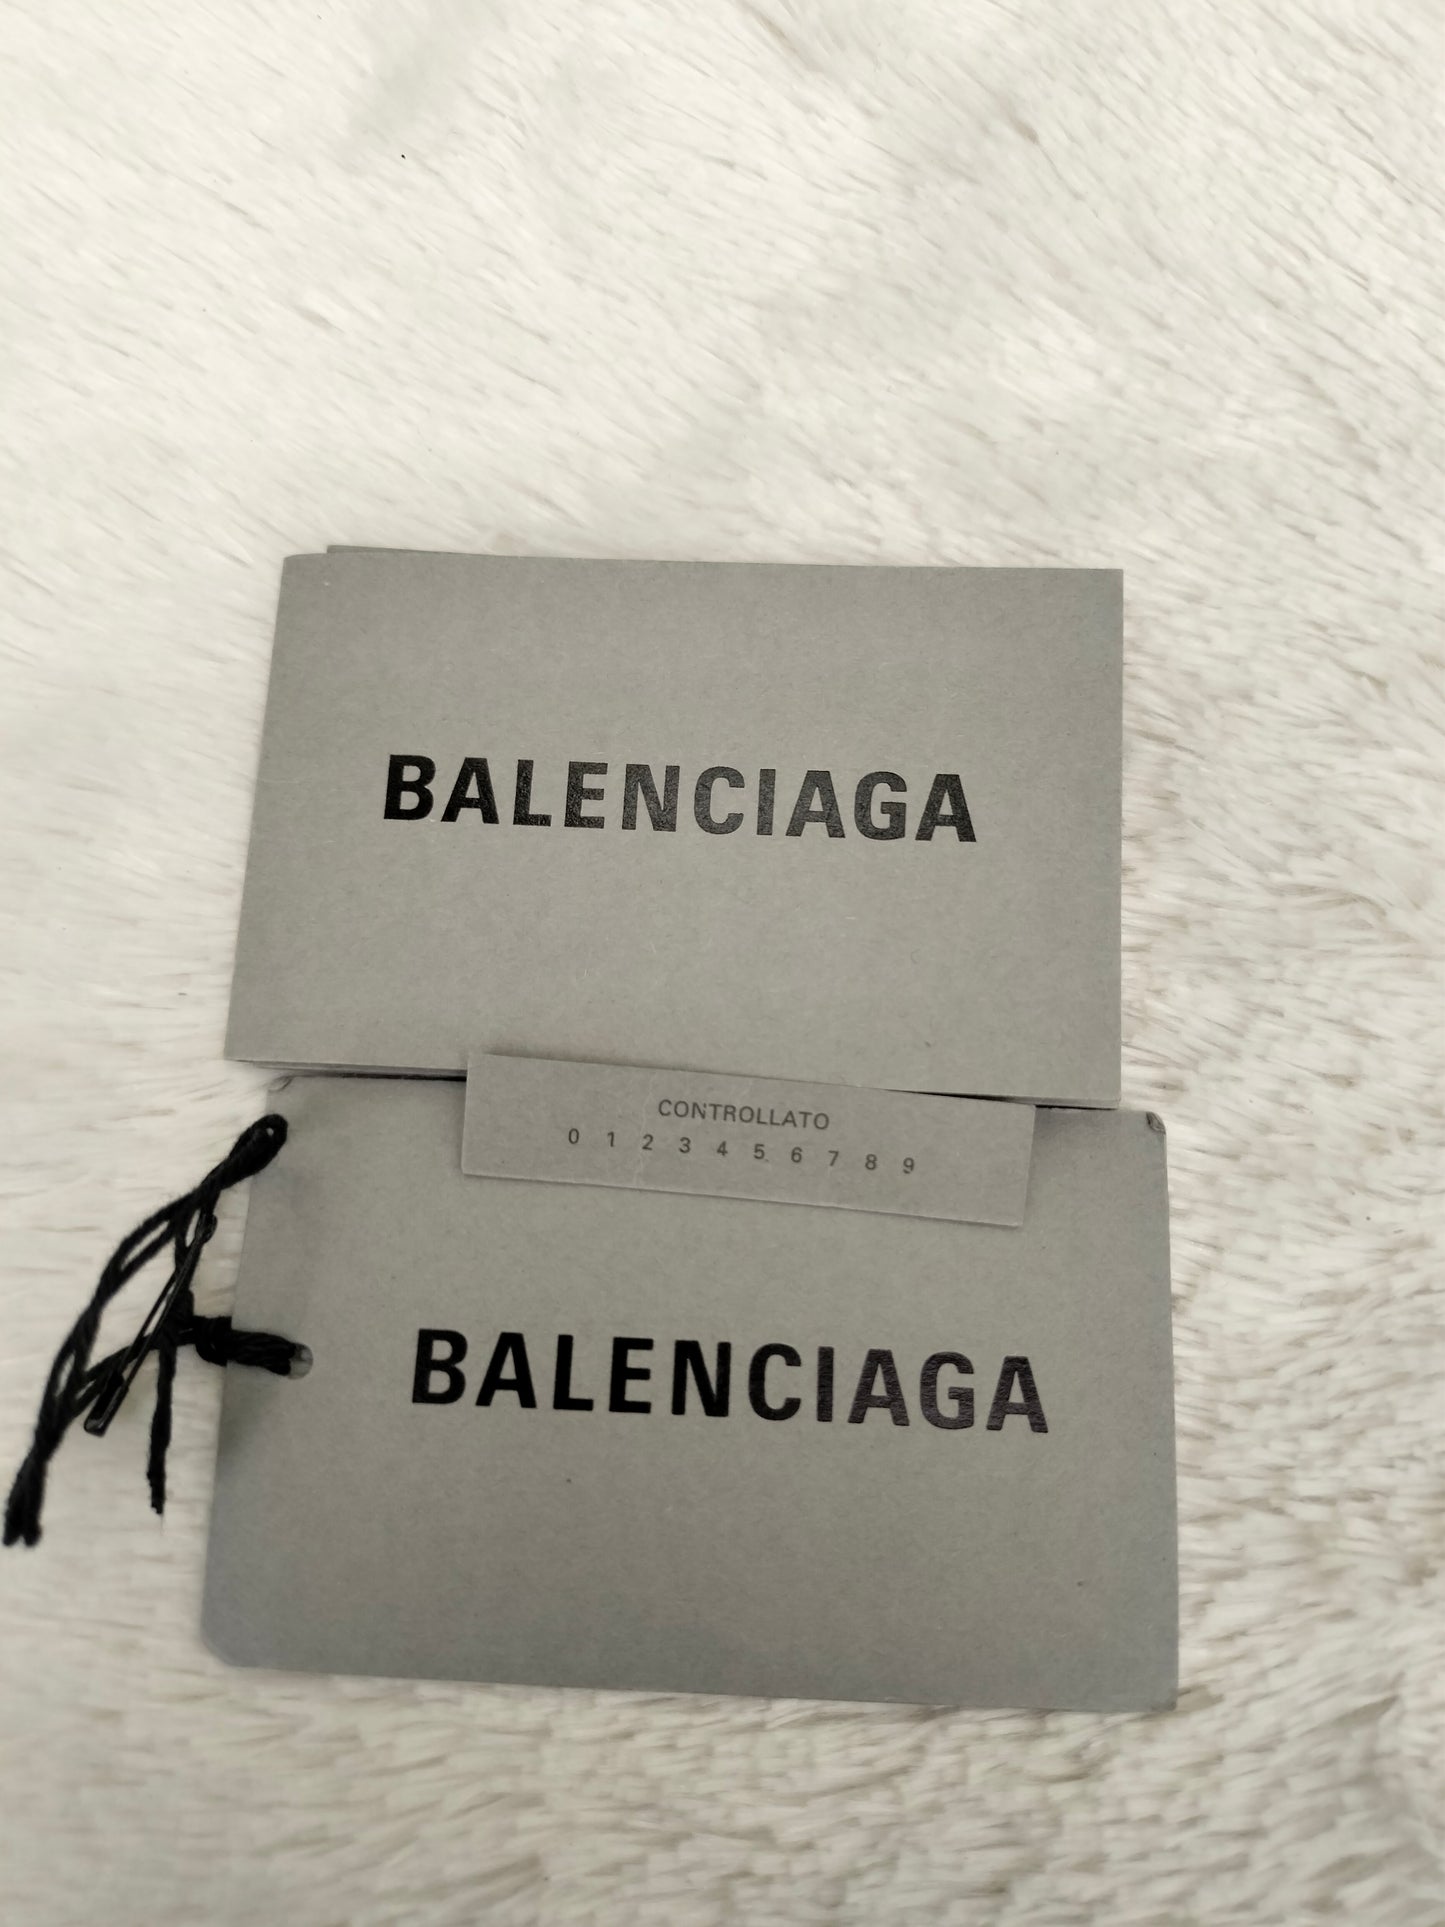 BALENCIAGA
CONTROLLATO
0 1 2 3 4 5 6 7 8 9
BALENCIAGA